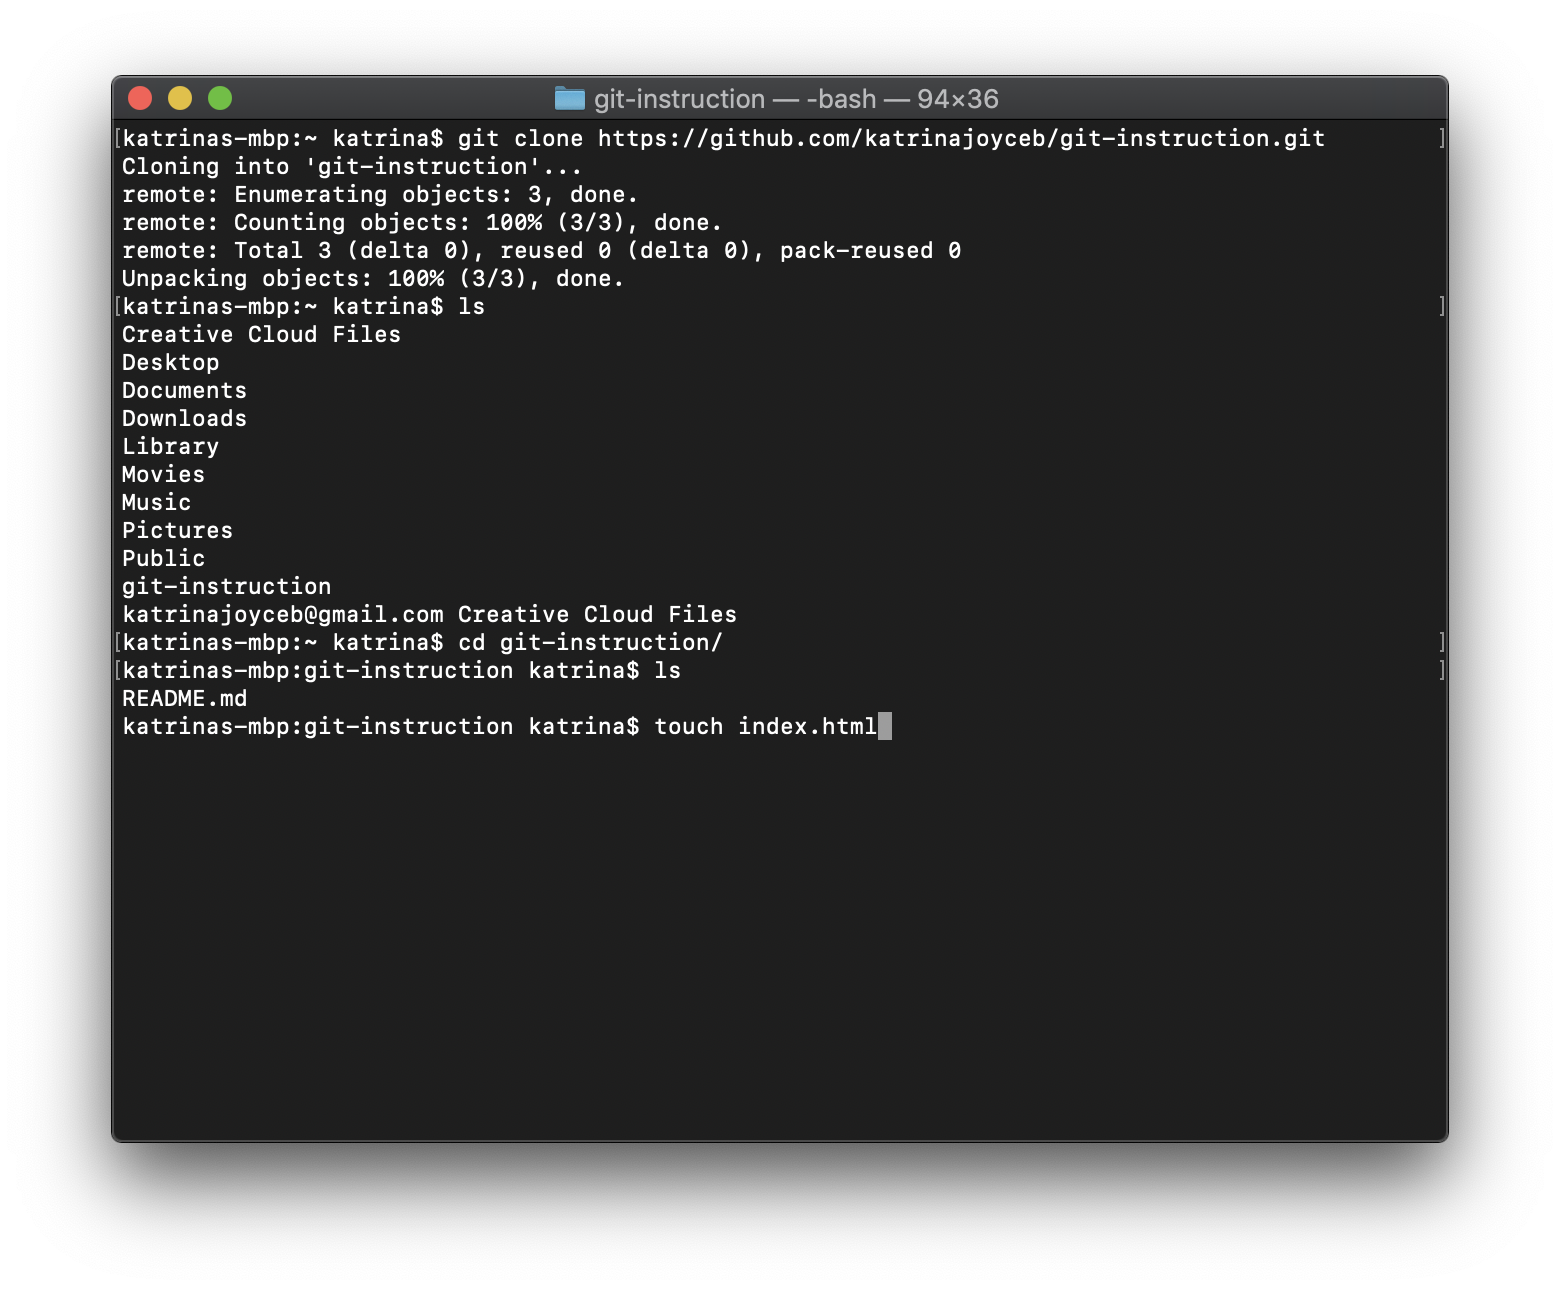 git-instruction — -bash — 94×36
[katrinas-mbp:~ katrina$ git clone https://github.com/katrinajoyceb/git-instruction.git ]
Cloning into 'git-instruction'...
remote: Enumerating objects: 3, done.
remote: Counting objects: 100% (3/3), done.
remote: Total 3 (delta 0), reused 0 (delta 0), pack-reused 0
Unpacking objects: 100% (3/3), done.
[katrinas-mbp:~ katrina$ ls ]
Creative Cloud Files
Desktop
Documents
Downloads
Library
Movies
Music
Pictures
Public
git-instruction
katrinajoyceb@gmail.com Creative Cloud Files
[katrinas-mbp:~ katrina$ cd git-instruction/ ]
[katrinas-mbp:git-instruction katrina$ ls ]
README.md
katrinas-mbp:git-instruction katrina$ touch index.html